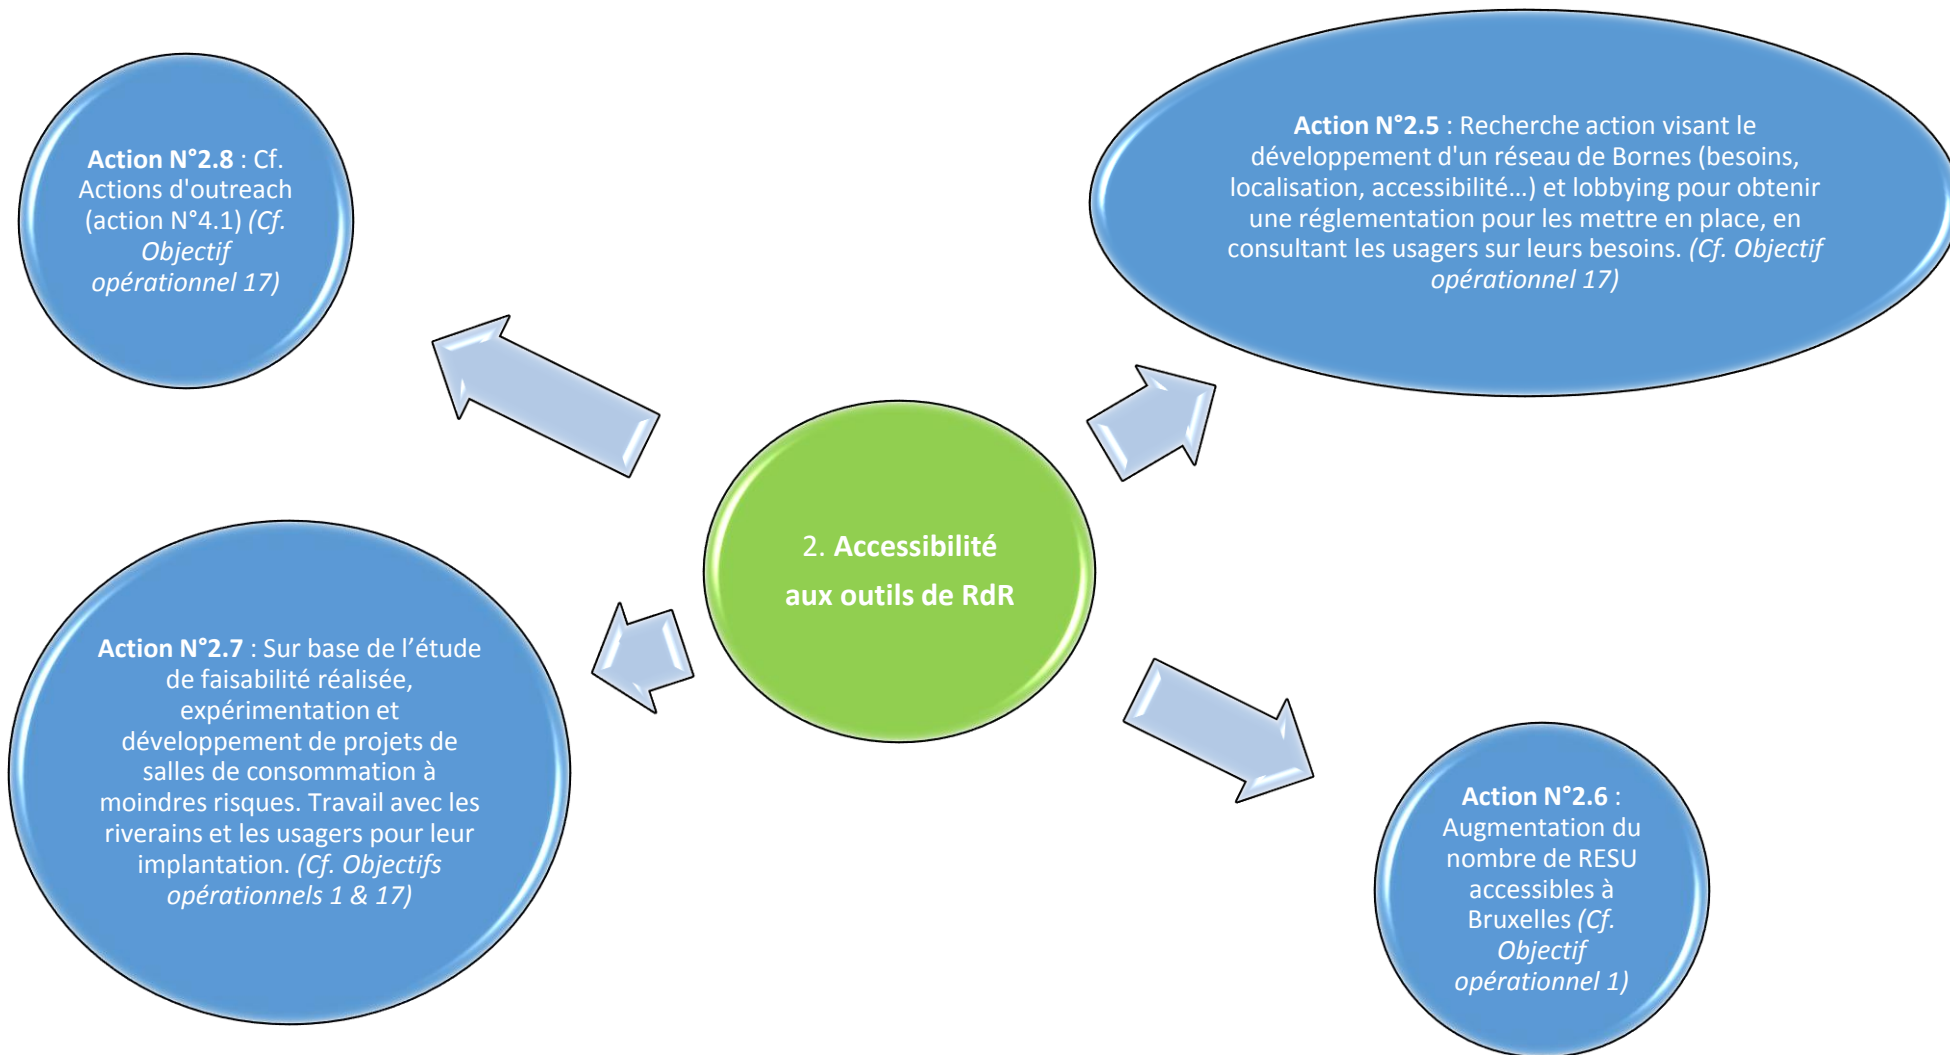 Action N°2.8 : Cf.
Actions d'outreach
(action N°4.1) (Cf.
Objectif
opérationnel 17)
Action N°2.5 : Recherche action visant le
développement d'un réseau de Bornes (besoins,
localisation, accessibilité...) et lobbying pour obtenir
une réglementation pour les mettre en place, en
consultant les usagers sur leurs besoins. (Cf. Objectif
opérationnel 17)
2. Accessibilité
aux outils de RdR
Action N°2.7 : Sur base de l’étude
de faisabilité réalisée,
expérimentation et
développement de projets de
salles de consommation à
moindres risques. Travail avec les
riverains et les usagers pour leur
implantation. (Cf. Objectifs
opérationnels 1 & 17)
Action N°2.6 :
Augmentation du
nombre de RESU
accessibles à
Bruxelles (Cf.
Objectif
opérationnel 1)